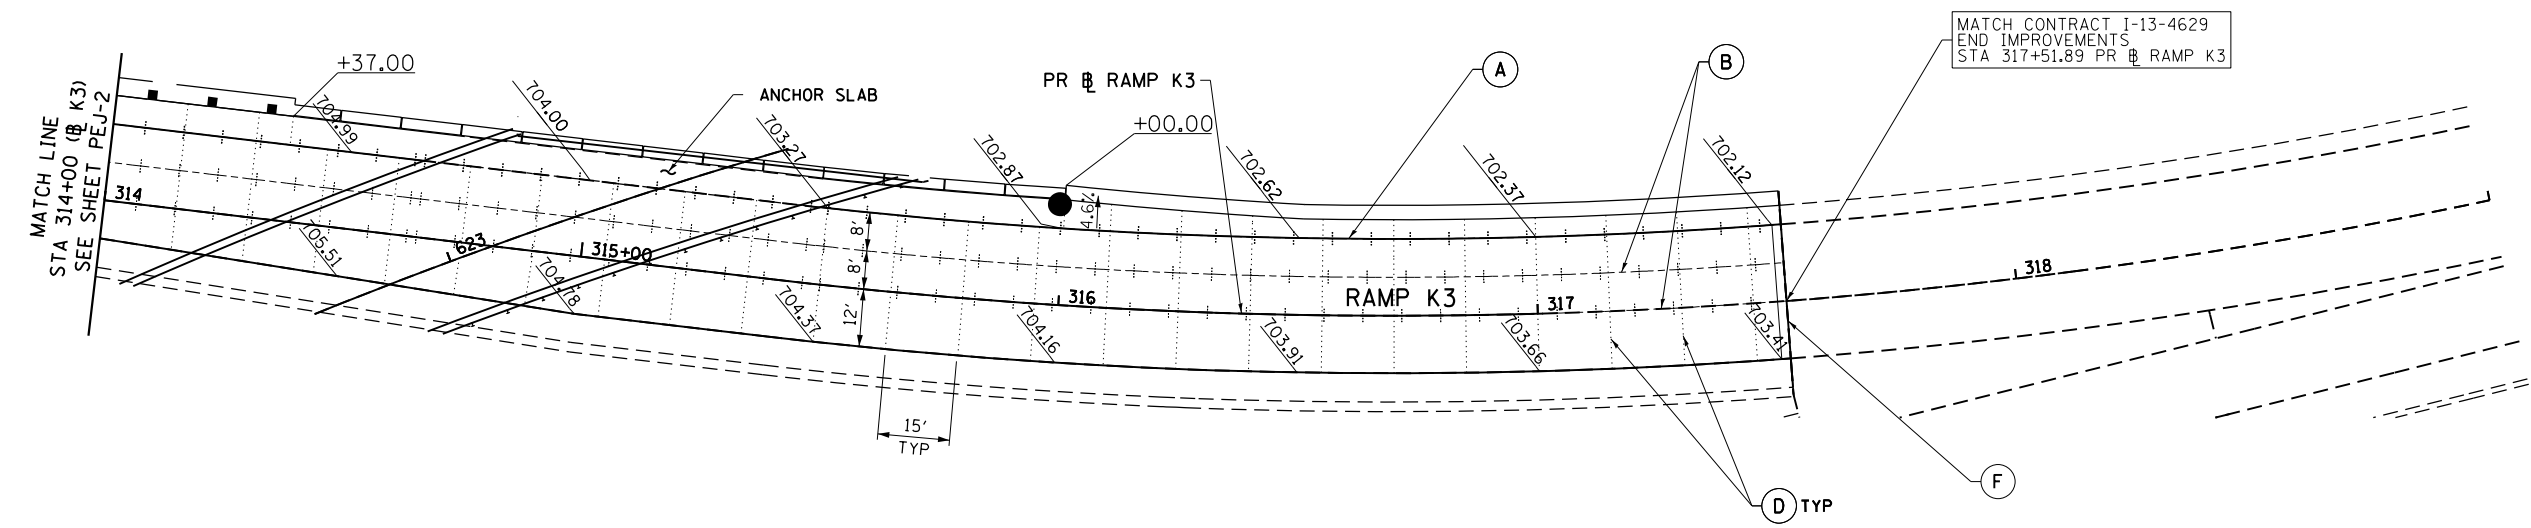 MATCH CONTRACT I-13-4629
END IMPROVEMENTS
STA 317+51.89 PR ℄ RAMP K3
MATCH LINE
STA 314+00 (℄ K3)
SEE SHEET PEJ-2
+37.00
704.99
704.00
ANCHOR SLAB
703.27
PR ℄ RAMP K3
+00.00
702.87
702.62
A
702.37
B
702.12
314
623
315+00
316
RAMP K3
317
318
8'
8'
12'
705.51
704.78
704.37
704.16
703.91
703.66
703.41
15'
TYP
D TYP
F